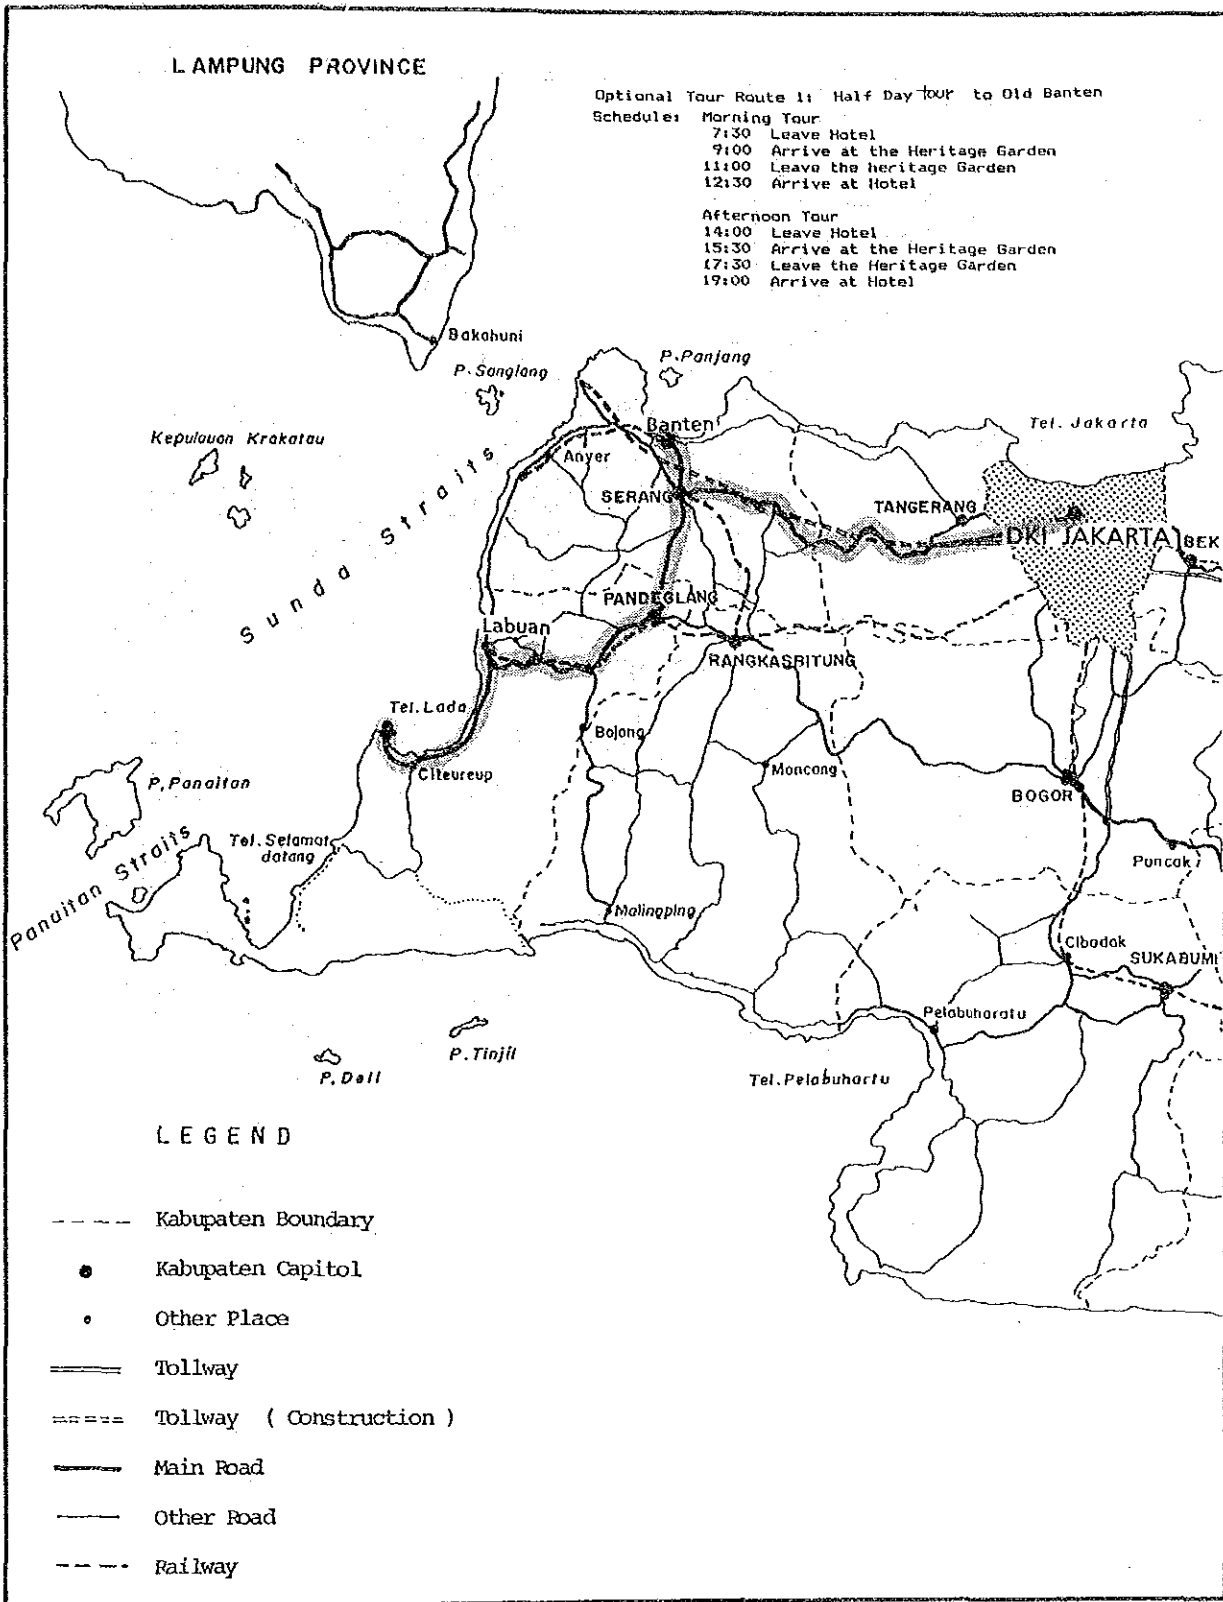 LAMPUNG PROVINCE
Optional Tour Route 1: Half Day tour to Old Banten
Schedule: Morning Tour
7:30 Leave Hotel
9:00 Arrive at the Heritage Garden
11:00 Leave the heritage Garden
12:30 Arrive at Hotel
Afternoon Tour
14:00 Leave Hotel
15:30 Arrive at the Heritage Garden
17:30 Leave the Heritage Garden
19:00 Arrive at Hotel
Bakahuni
P. Sanglang
P. Panjang
Kepulauan Krakatau
Tel. Jakarta
Banten
Anyer
SERANG
TANGERANG
DKI JAKARTA
BEK
Sunda Straits
PANDEGLANG
Labuan
RANGKASBITUNG
Tel. Lada
Bojong
Citeureup
Moncong
P. Panaitan
BOGOR
Tel. Selamat
datang
Puncak
Panaitan Straits
Malingping
Cibadak
SUKABUMI
Pelabuharatu
P. Tinjil
P. Deli
Tel. Pelabuhartu
LEGEND
Kabupaten Boundary
Kabupaten Capitol
Other Place
Tollway
Tollway ( Construction )
Main Road
Other Road
Railway